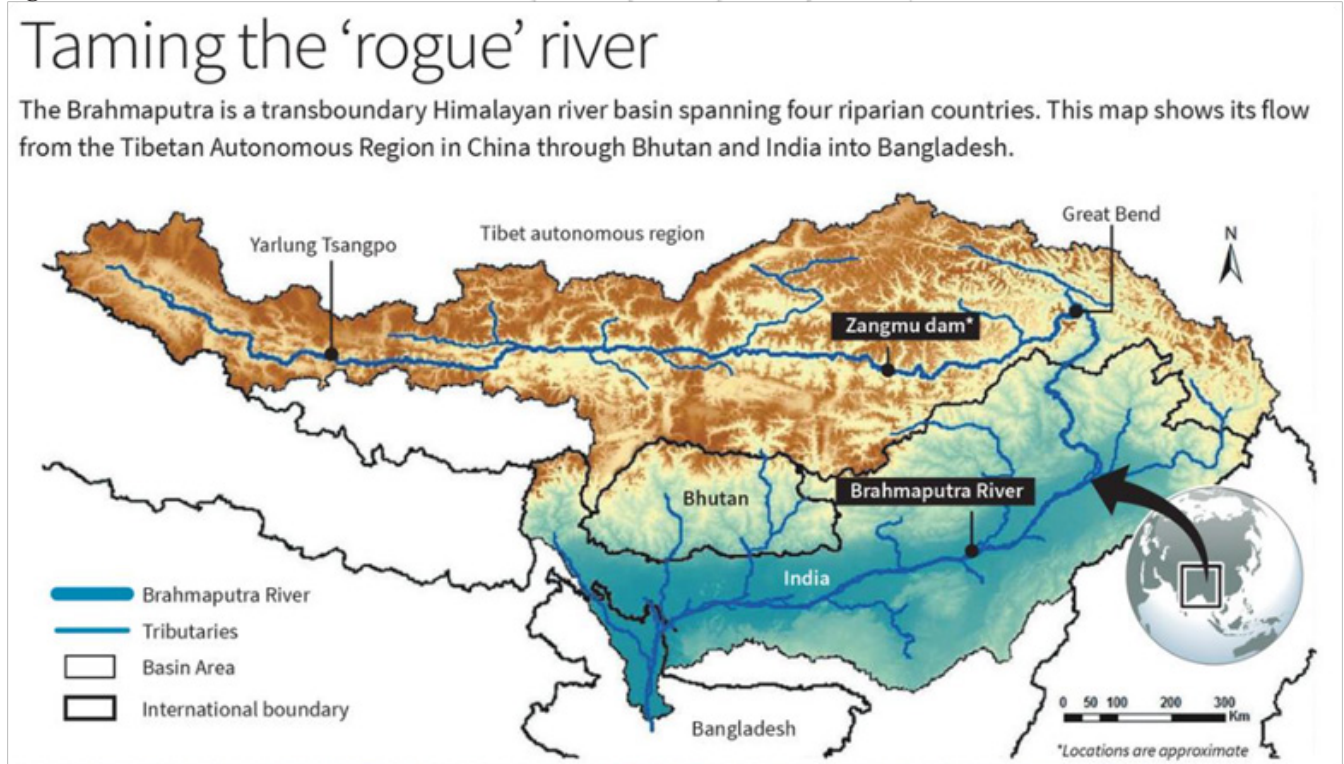 Taming the ‘rogue’ river
The Brahmaputra is a transboundary Himalayan river basin spanning four riparian countries. This map shows its flow
from the Tibetan Autonomous Region in China through Bhutan and India into Bangladesh.
Great Bend
Yarlung Tsangpo
Tibet autonomous region
N
Zangmu dam*
Bhutan
Brahmaputra River
India
Brahmaputra River
Tributaries
Basin Area
International boundary
Bangladesh
0 50 100 200 300
Km
*Locations are approximate